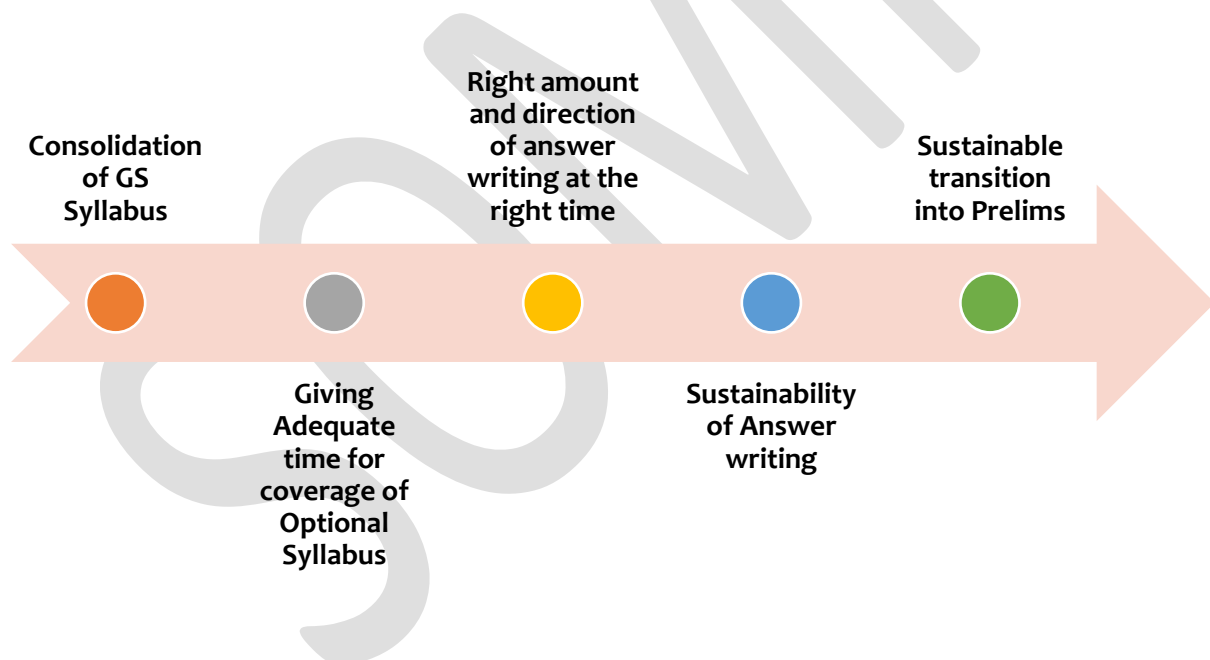 Consolidation
of GS
Syllabus
Giving
Adequate
time for
coverage of
Optional
Syllabus
Right amount
and direction
of answer
writing at the
right time
Sustainability
of Answer
writing
Sustainable
transition
into Prelims